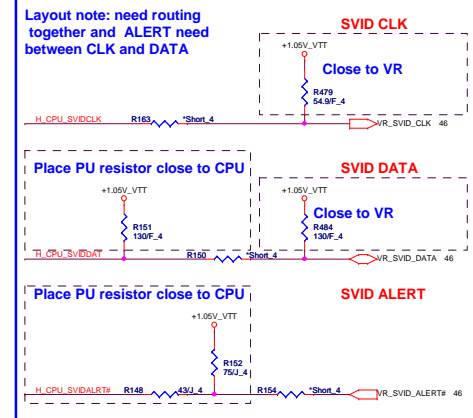 Layout note: need routing
together and ALERT need
between CLK and DATA
SVID CLK
+1.05V_VTT
Close to VR
R479
54.9/F_4
H_CPU_SVIDCLK R163 *Short_4 VR_SVID_CLK 46
Place PU resistor close to CPU
SVID DATA
+1.05V_VTT +1.05V_VTT
Close to VR
R151 R484
130/F_4 130/F_4
H_CPU_SVIDDAT R150 *Short_4 VR_SVID_DATA 46
Place PU resistor close to CPU
SVID ALERT
+1.05V_VTT
R152
75/J_4
H_CPU_SVIDALRT# R148 43/J_4 R154 *Short_4 VR_SVID_ALERT# 46